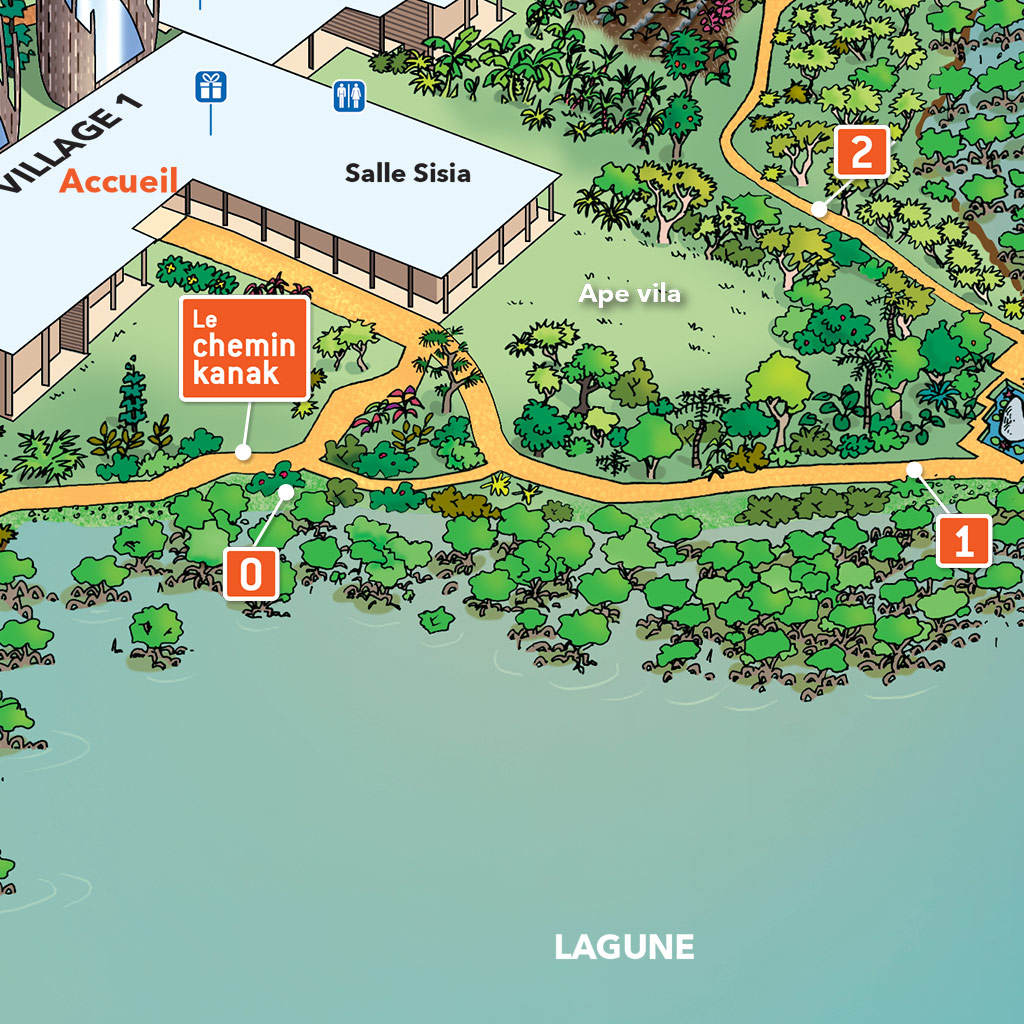 VILLAGE 1
Accueil
Salle Sisia
2
Ape vila
Le
chemin
kanak
1
0
LAGUNE